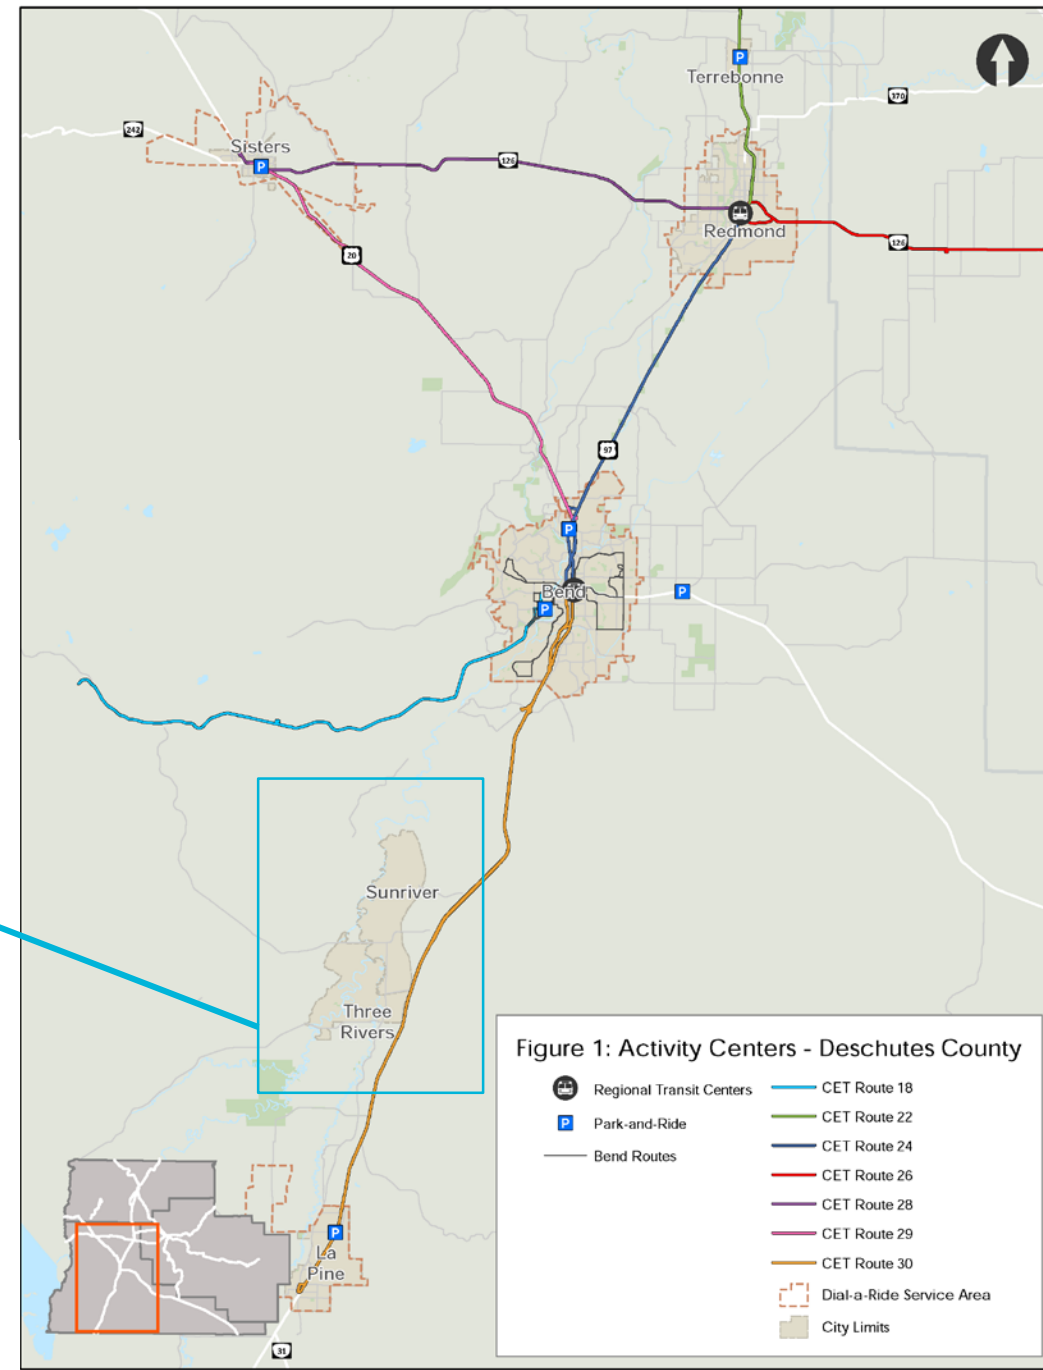 Terrebonne
370
242
Sisters
126
Redmond
126
20
97
Bend
Sunriver
Three
Rivers
La
Pine
31
Figure 1: Activity Centers - Deschutes County
Regional Transit Centers
Park-and-Ride
Bend Routes
CET Route 18
CET Route 22
CET Route 24
CET Route 26
CET Route 28
CET Route 29
CET Route 30
Dial-a-Ride Service Area
City Limits
P
P
P
P
P
P
P